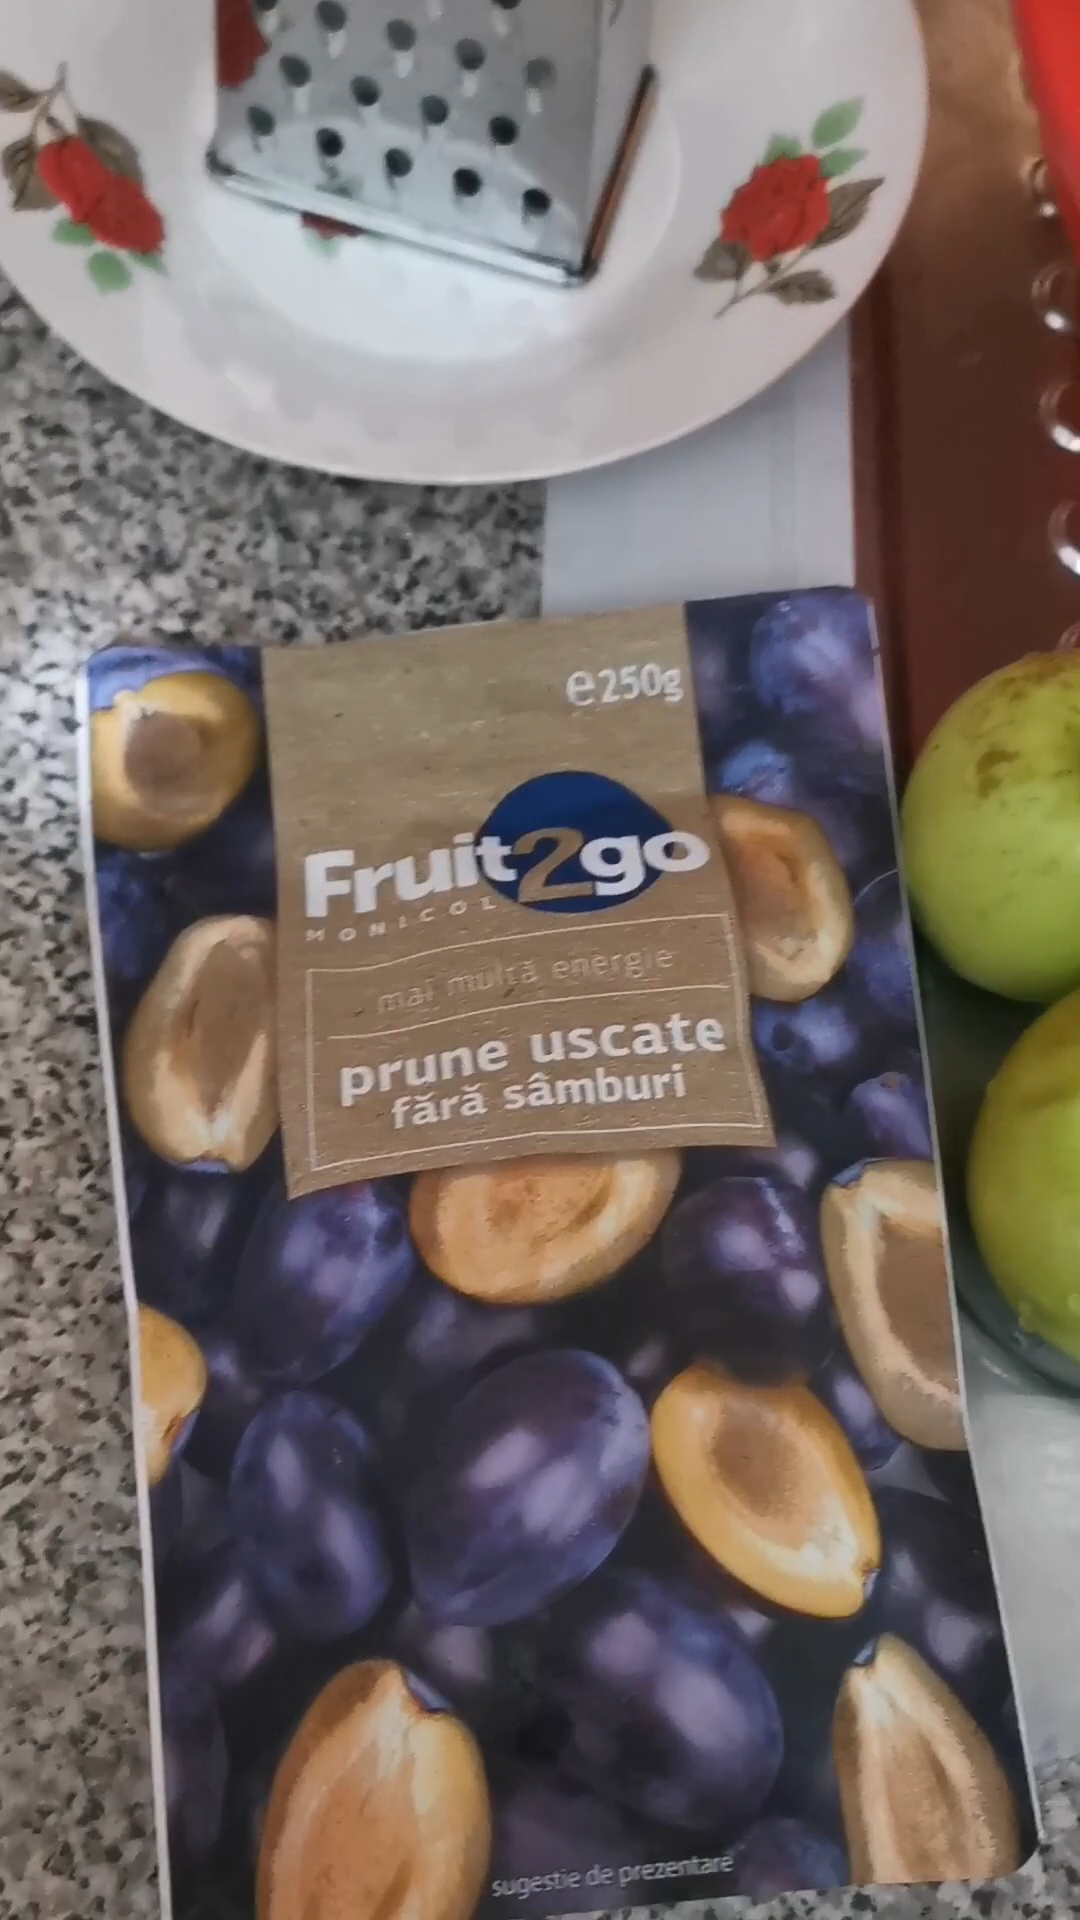 ℮250g
Fruit2go
MONICOL
mai multă energie
prune uscate
fără sâmburi
sugestie de prezentare